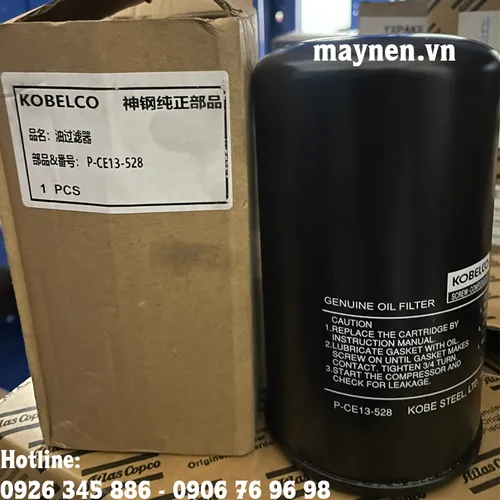 maynen.vn
KOBELCO 神钢纯正部品
品名: 油过滤器
部品&番号: P-CE13-528
1 PCS
KOBELCO
GENUINE OIL FILTER
CAUTION
1.REPLACE THE CARTRIDGE BY
INSTRUCTION MANUAL.
2.LUBRICATE GASKET WITH OIL.
SCREW ON UNTIL GASKET MAKES
CONTACT. TIGHTEN 3/4 TURN
3.START THE COMPRESSOR AND
CHECK FOR LEAKAGE.
P-CE13-528 KOBE STEEL, LTD
Atlas Copco
Hotline:
0926 345 886 - 0906 76 96 98